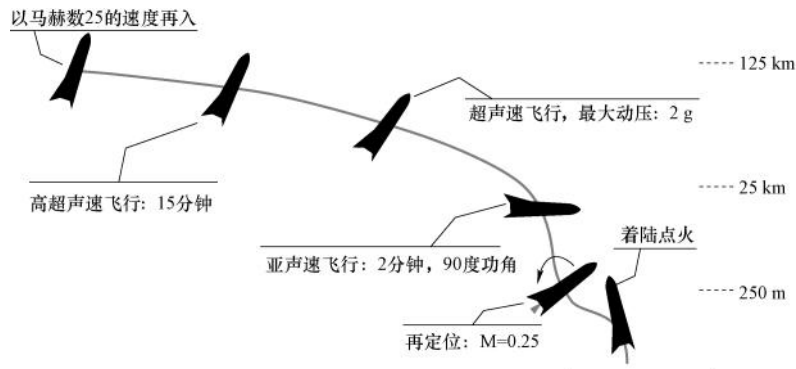 以马赫数25的速度再入
125 km
超声速飞行，最大动压：2 g
高超声速飞行：15分钟
25 km
着陆点火
亚声速飞行：2分钟，90度功角
250 m
再定位：M=0.25